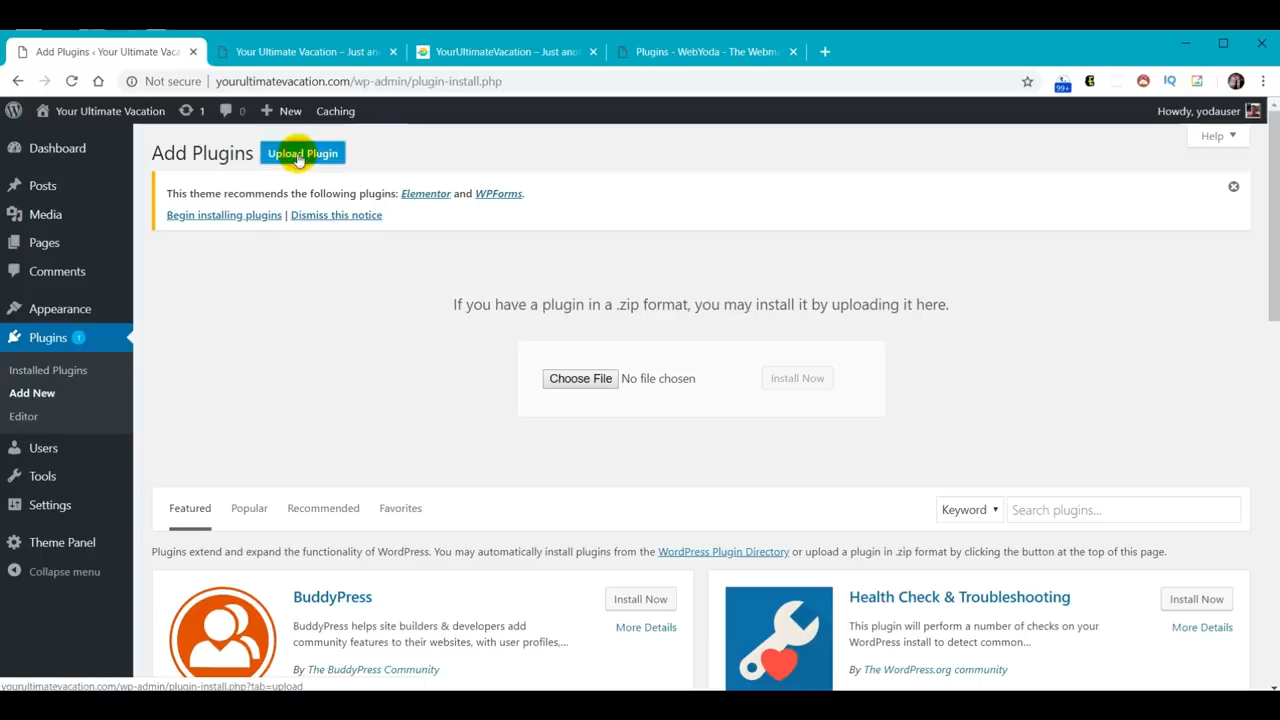 Add Plugins ‹ Your Ultimate Vaca
Your Ultimate Vacation – Just an
YourUltimateVacation – Just anot
Plugins - WebYoda - The Webma
Not secure
yourultimatevacation.com/wp-admin/plugin-install.php
99+
IQ
Your Ultimate Vacation
1
0
New
Caching
Howdy, yodauser
Dashboard
Posts
Media
Pages
Comments
Appearance
Plugins 1
Installed Plugins
Add New
Editor
Users
Tools
Settings
Theme Panel
Collapse menu
Add Plugins
Upload Plugin
Help
This theme recommends the following plugins: Elementor and WPForms.
Begin installing plugins | Dismiss this notice
If you have a plugin in a .zip format, you may install it by uploading it here.
Choose File No file chosen
Install Now
Featured
Popular
Recommended
Favorites
Keyword
Search plugins...
Plugins extend and expand the functionality of WordPress. You may automatically install plugins from the WordPress Plugin Directory or upload a plugin in .zip format by clicking the button at the top of this page.
BuddyPress
Install Now
BuddyPress helps site builders & developers add
community features to their websites, with user profiles,...
More Details
By The BuddyPress Community
Health Check & Troubleshooting
Install Now
This plugin will perform a number of checks on your
WordPress install to detect common...
More Details
By The WordPress.org community
yourultimatevacation.com/wp-admin/plugin-install.php?tab=upload